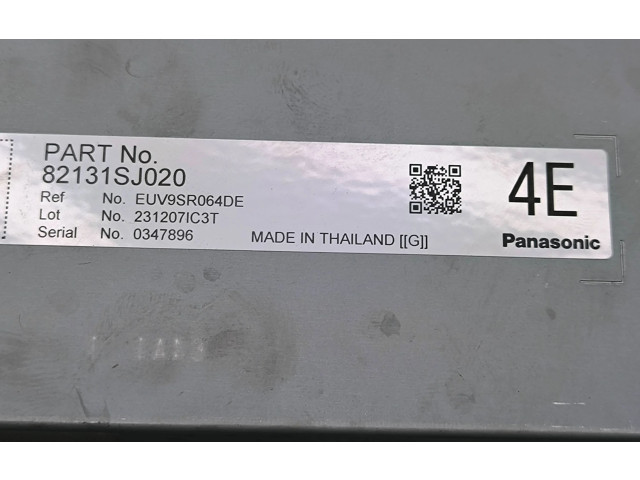 PART No.
82131SJ020
Ref No. EUV9SR064DE
Lot No. 231207IC3T
Serial No. 0347896
MADE IN THAILAND [[G]]
4E
Panasonic